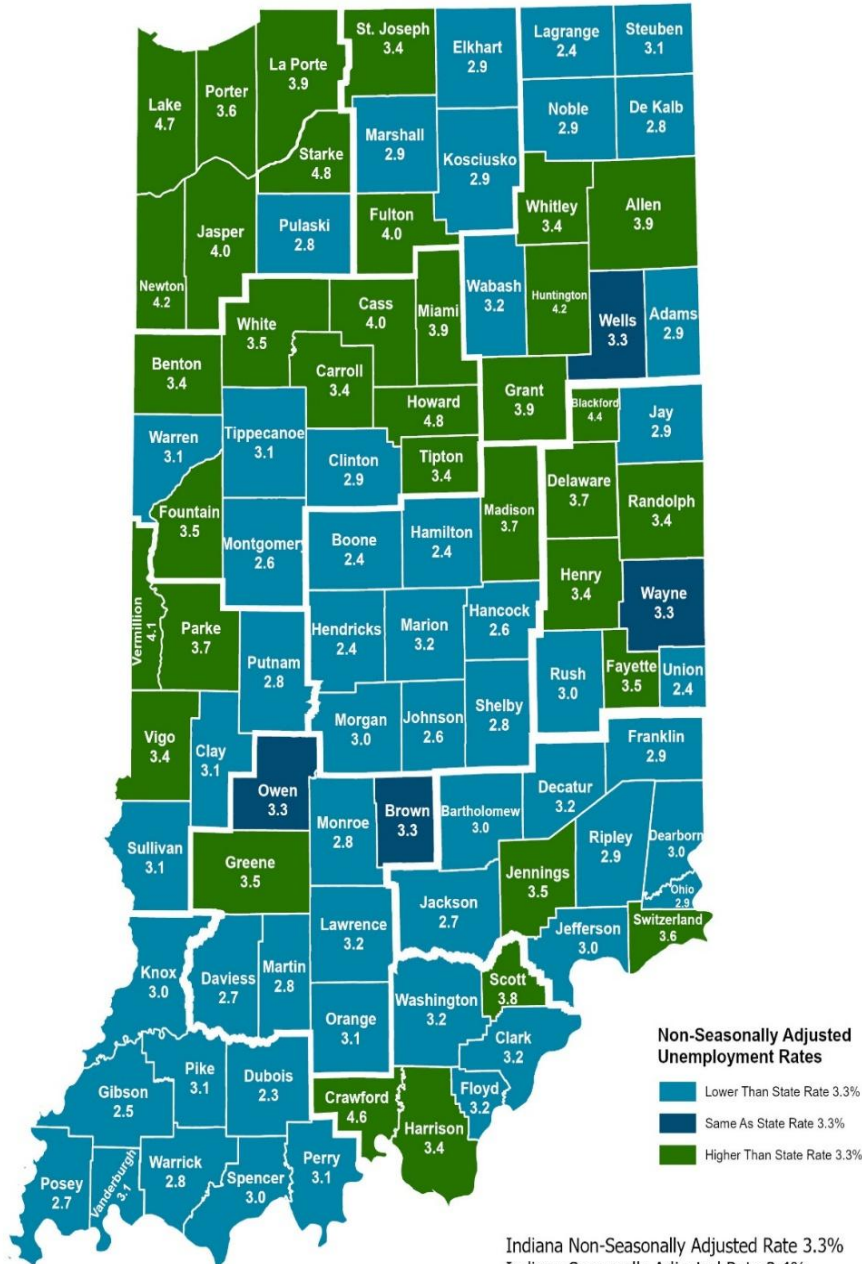 St. Joseph
3.4
Elkhart
2.9
Lagrange
2.4
Steuben
3.1
La Porte
3.9
Porter
3.6
Lake
4.7
Noble
2.9
De Kalb
2.8
Marshall
2.9
Kosciusko
2.9
Starke
4.8
Whitley
3.4
Allen
3.9
Jasper
4.0
Pulaski
2.8
Fulton
4.0
Newton
4.2
Wabash
3.2
Huntington
4.2
Wells
3.3
Adams
2.9
White
3.5
Cass
4.0
Miami
3.9
Benton
3.4
Carroll
3.4
Grant
3.9
Howard
4.8
Blackford
4.4
Jay
2.9
Warren
3.1
Tippecanoe
3.1
Clinton
2.9
Tipton
3.4
Delaware
3.7
Randolph
3.4
Fountain
3.5
Montgomery
2.6
Boone
2.4
Hamilton
2.4
Madison
3.7
Henry
3.4
Wayne
3.3
Vermillion
4.1
Parke
3.7
Putnam
2.8
Hendricks
2.4
Marion
3.2
Hancock
2.6
Rush
3.0
Fayette
3.5
Union
2.4
Vigo
3.4
Clay
3.1
Morgan
3.0
Johnson
2.6
Shelby
2.8
Franklin
2.9
Owen
3.3
Monroe
2.8
Brown
3.3
Bartholomew
3.0
Decatur
3.2
Ripley
2.9
Dearborn
3.0
Ohio
2.9
Sullivan
3.1
Greene
3.5
Jennings
3.5
Switzerland
3.6
Jackson
2.7
Jefferson
3.0
Lawrence
3.2
Knox
3.0
Daviess
2.7
Martin
2.8
Scott
3.8
Washington
3.2
Orange
3.1
Clark
3.2
Pike
3.1
Dubois
2.3
Gibson
2.5
Crawford
4.6
Floyd
3.2
Harrison
3.4
Posey
2.7
Vanderburgh
3.1
Warrick
2.8
Spencer
3.0
Perry
3.1
Non-Seasonally Adjusted
Unemployment Rates
Lower Than State Rate 3.3%
Same As State Rate 3.3%
Higher Than State Rate 3.3%
Indiana Non-Seasonally Adjusted Rate 3.3%